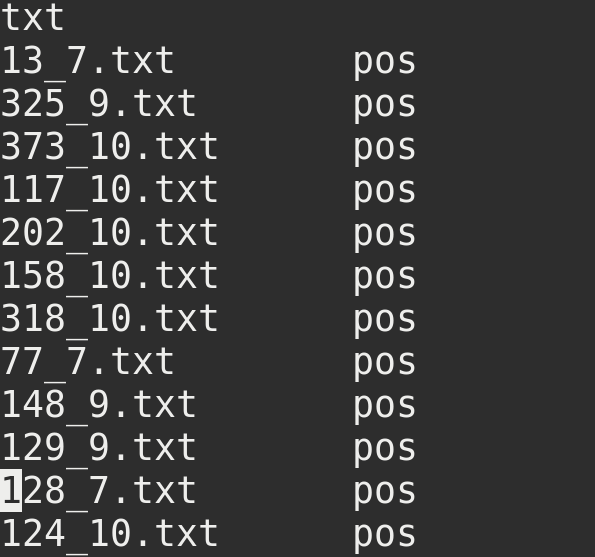 txt
13_7.txt pos
325_9.txt pos
373_10.txt pos
117_10.txt pos
202_10.txt pos
158_10.txt pos
318_10.txt pos
77_7.txt pos
148_9.txt pos
129_9.txt pos
128_7.txt pos
124_10.txt pos